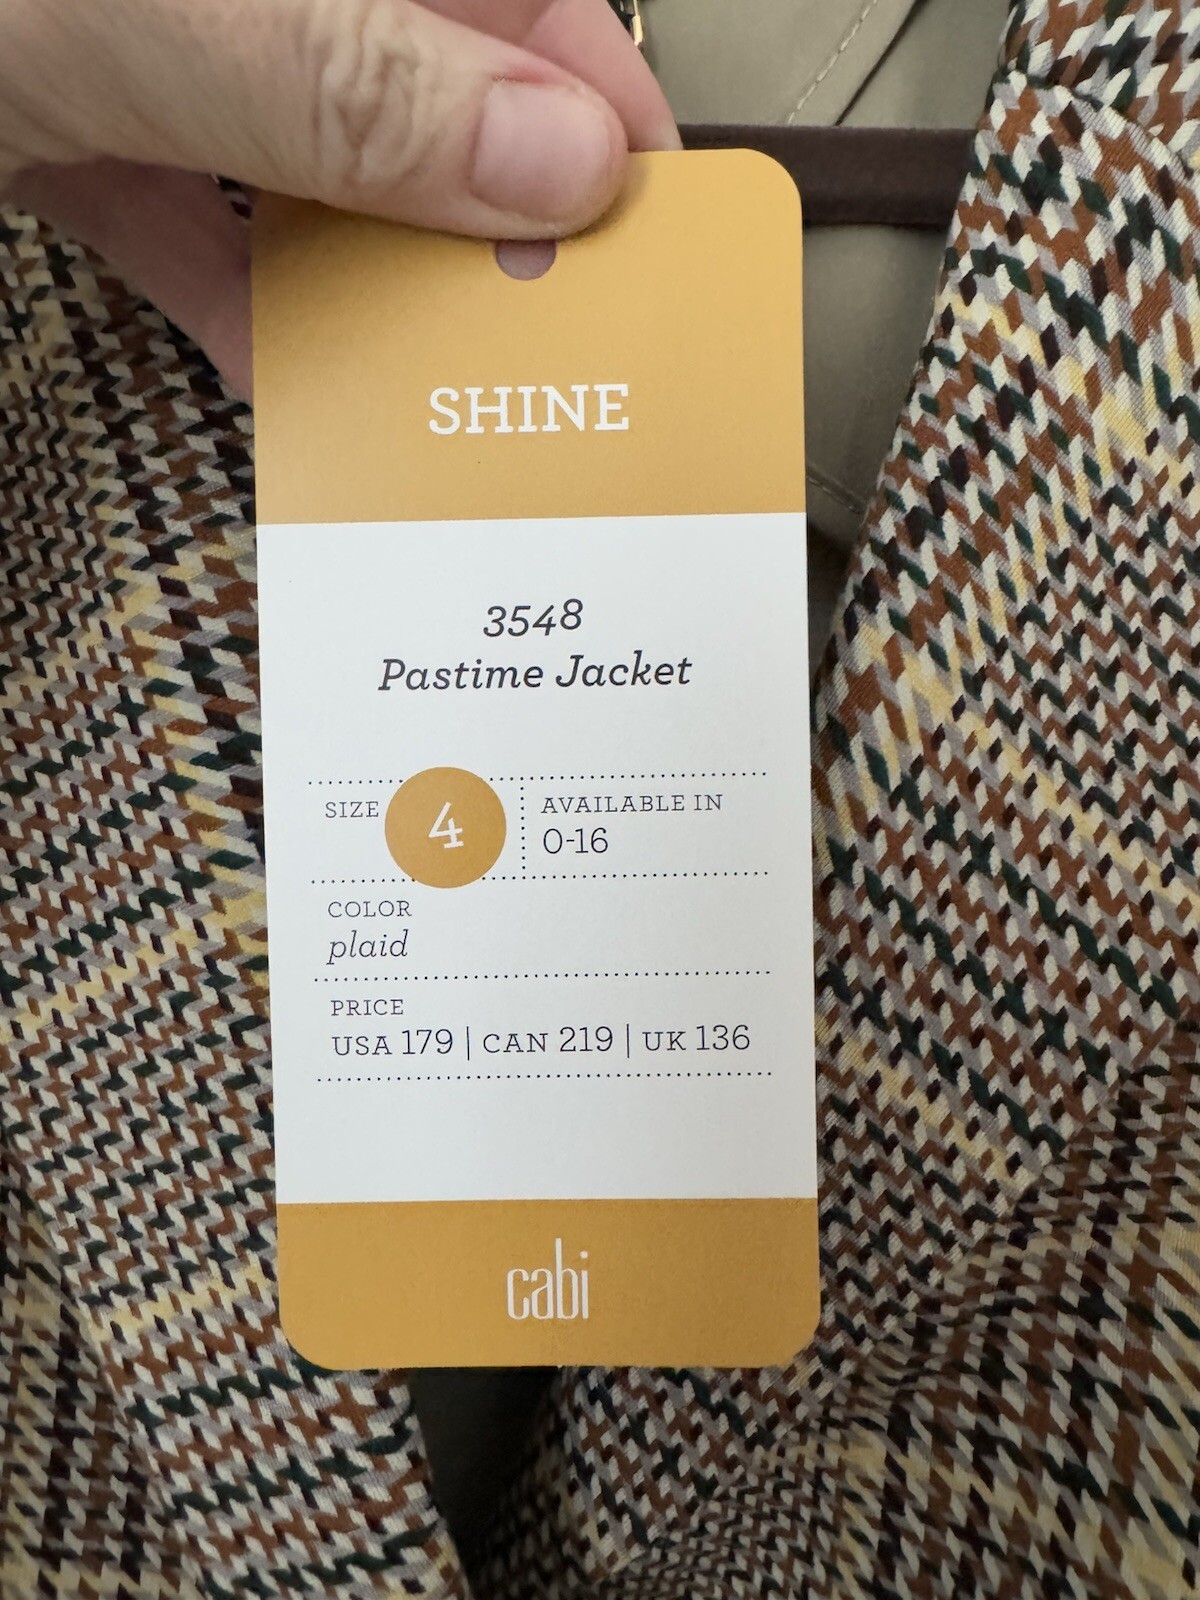 SHINE
3548
Pastime Jacket
SIZE 4
AVAILABLE IN
0-16
COLOR
plaid
PRICE
USA 179 | CAN 219 | UK 136
cabi